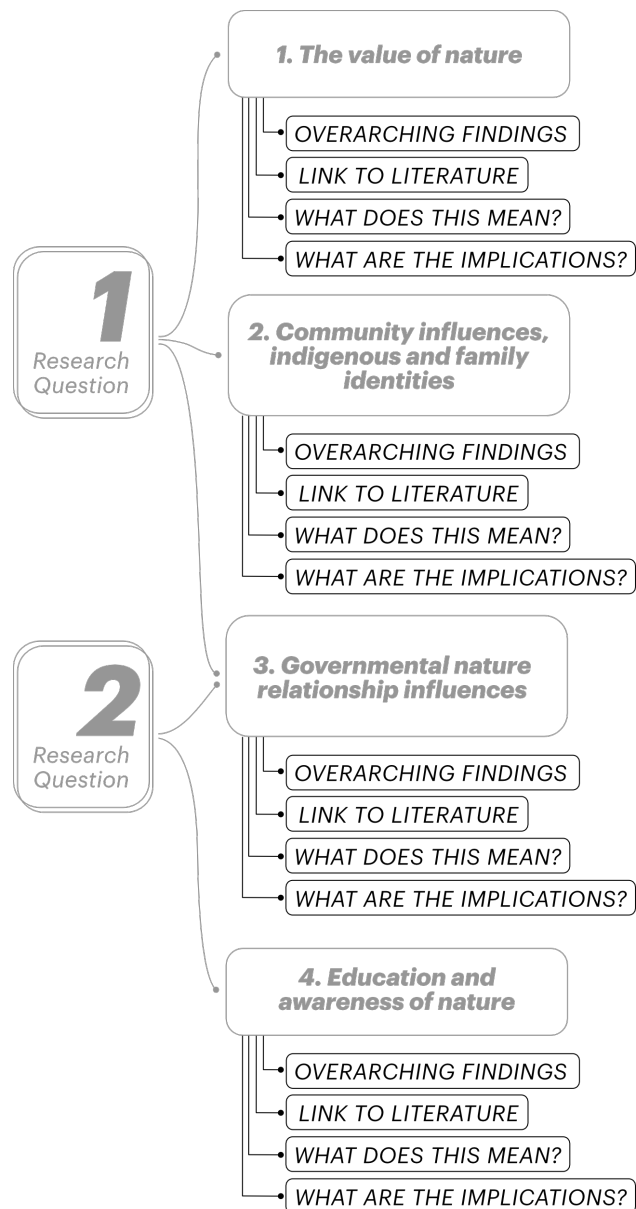 1. The value of nature
OVERARCHING FINDINGS
LINK TO LITERATURE
WHAT DOES THIS MEAN?
WHAT ARE THE IMPLICATIONS?
1
Research
Question
2. Community influences,
indigenous and family
identities
OVERARCHING FINDINGS
LINK TO LITERATURE
WHAT DOES THIS MEAN?
WHAT ARE THE IMPLICATIONS?
2
Research
Question
3. Governmental nature
relationship influences
OVERARCHING FINDINGS
LINK TO LITERATURE
WHAT DOES THIS MEAN?
WHAT ARE THE IMPLICATIONS?
4. Education and
awareness of nature
OVERARCHING FINDINGS
LINK TO LITERATURE
WHAT DOES THIS MEAN?
WHAT ARE THE IMPLICATIONS?